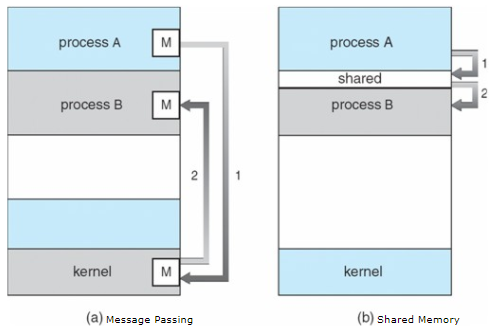 process A
M
process B
M
2
1
kernel
M
(a) Message Passing
process A
1
shared
2
process B
kernel
(b) Shared Memory